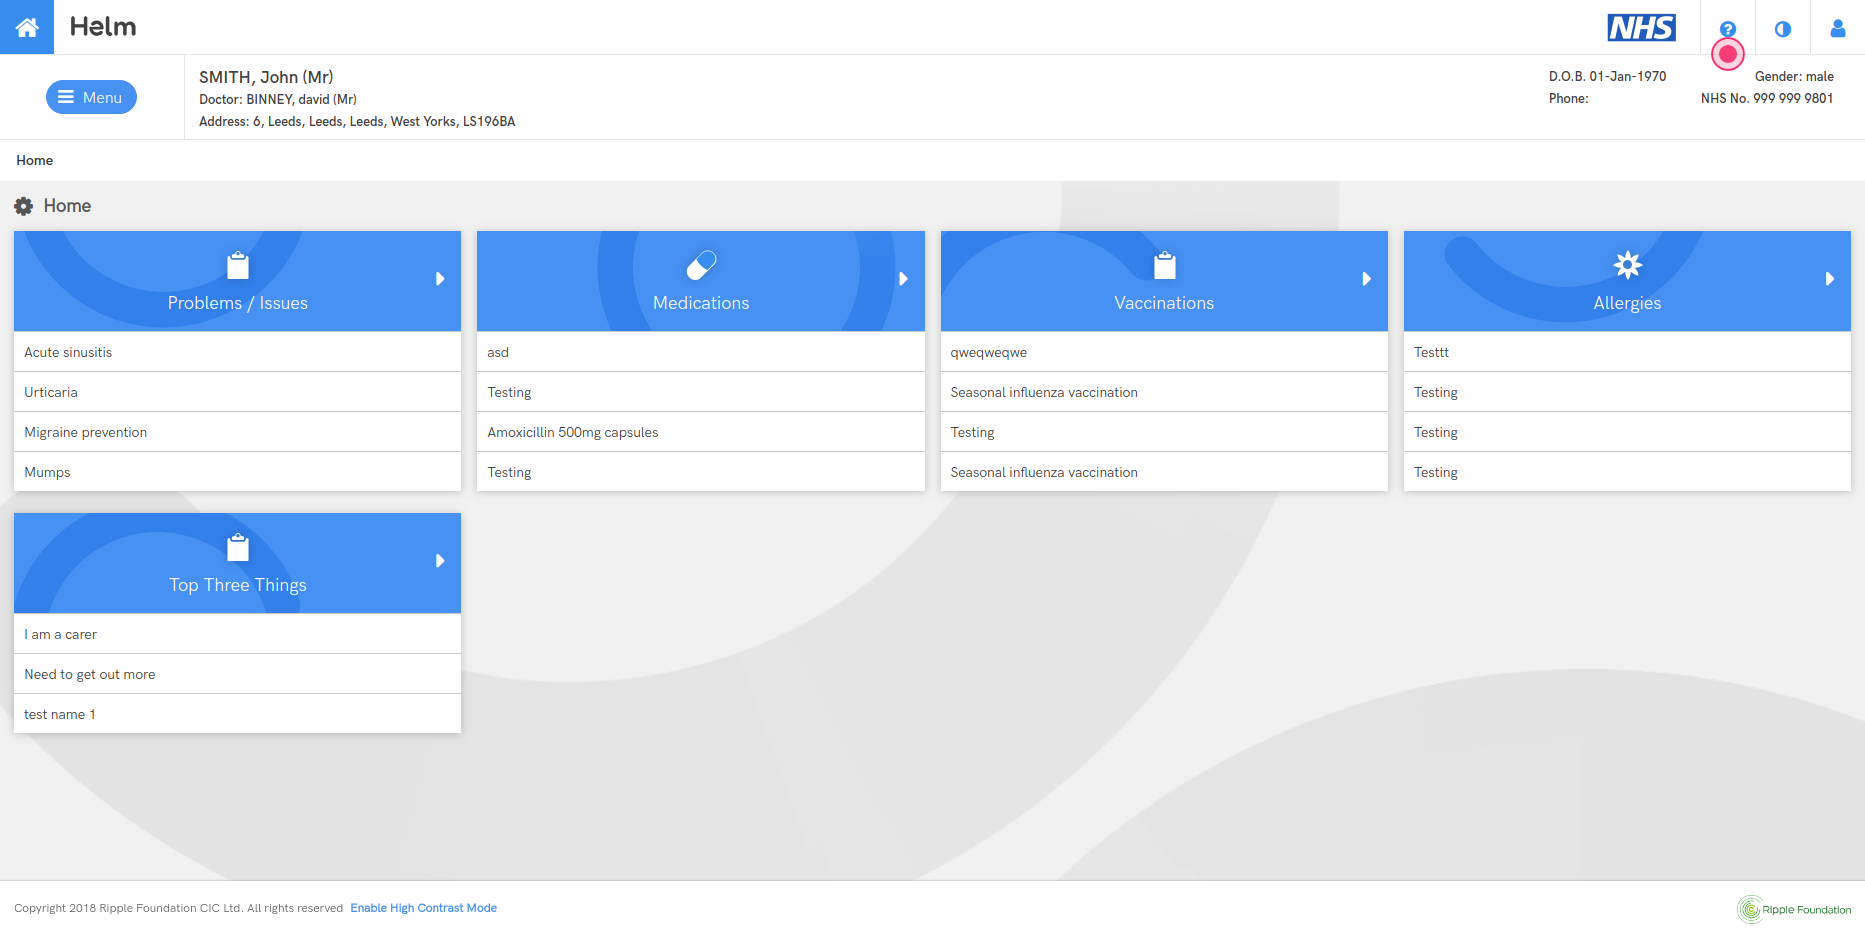 Helm
NHS
?
Menu
SMITH, John (Mr)
Doctor: BINNEY, david (Mr)
Address: 6, Leeds, Leeds, Leeds, West Yorks, LS196BA
D.O.B. 01-Jan-1970
Gender: male
Phone:
NHS No. 999 999 9801
Home
Home
Problems / Issues
Acute sinusitis
Urticaria
Migraine prevention
Mumps
Medications
asd
Testing
Amoxicillin 500mg capsules
Testing
Vaccinations
qweqweqwe
Seasonal influenza vaccination
Testing
Seasonal influenza vaccination
Allergies
Testtt
Testing
Testing
Testing
Top Three Things
I am a carer
Need to get out more
test name 1
Copyright 2018 Ripple Foundation CIC Ltd. All rights reserved Enable High Contrast Mode
Ripple Foundation